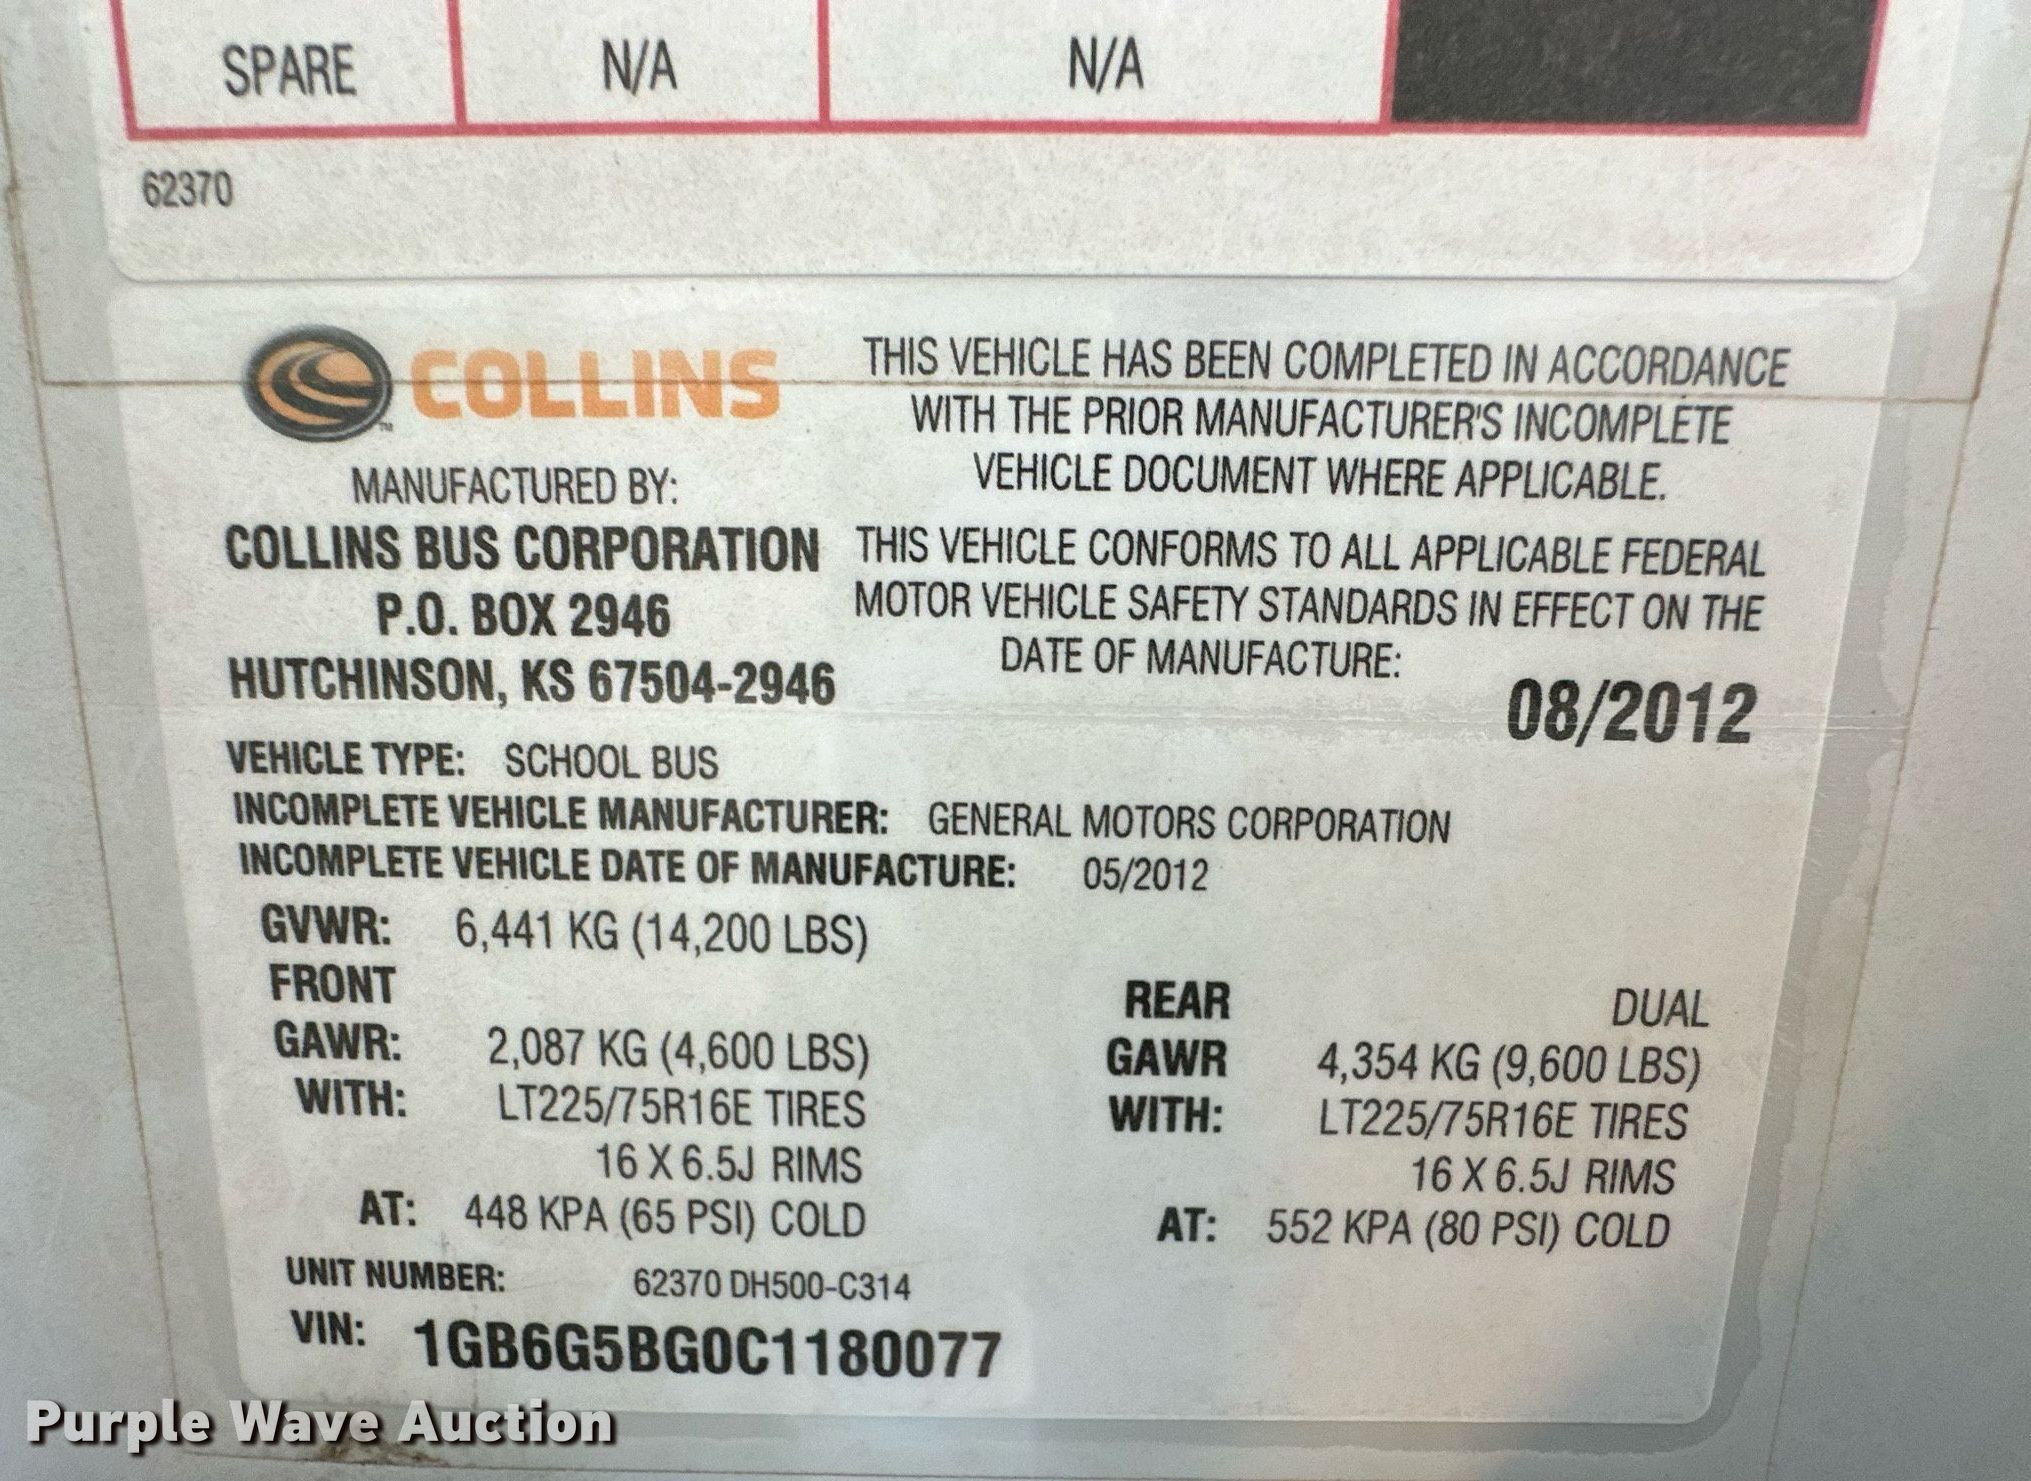 SPARE N/A N/A
62370
COLLINS
MANUFACTURED BY:
COLLINS BUS CORPORATION
P.O. BOX 2946
HUTCHINSON, KS 67504-2946
THIS VEHICLE HAS BEEN COMPLETED IN ACCORDANCE
WITH THE PRIOR MANUFACTURER'S INCOMPLETE
VEHICLE DOCUMENT WHERE APPLICABLE.
THIS VEHICLE CONFORMS TO ALL APPLICABLE FEDERAL
MOTOR VEHICLE SAFETY STANDARDS IN EFFECT ON THE
DATE OF MANUFACTURE:
08/2012
VEHICLE TYPE: SCHOOL BUS
INCOMPLETE VEHICLE MANUFACTURER: GENERAL MOTORS CORPORATION
INCOMPLETE VEHICLE DATE OF MANUFACTURE: 05/2012
GVWR: 6,441 KG (14,200 LBS)
FRONT
GAWR: 2,087 KG (4,600 LBS)
WITH: LT225/75R16E TIRES
16 X 6.5J RIMS
AT: 448 KPA (65 PSI) COLD
REAR DUAL
GAWR 4,354 KG (9,600 LBS)
WITH: LT225/75R16E TIRES
16 X 6.5J RIMS
AT: 552 KPA (80 PSI) COLD
UNIT NUMBER: 62370 DH500-C314
VIN: 1GB6G5BG0C1180077
Purple Wave Auction